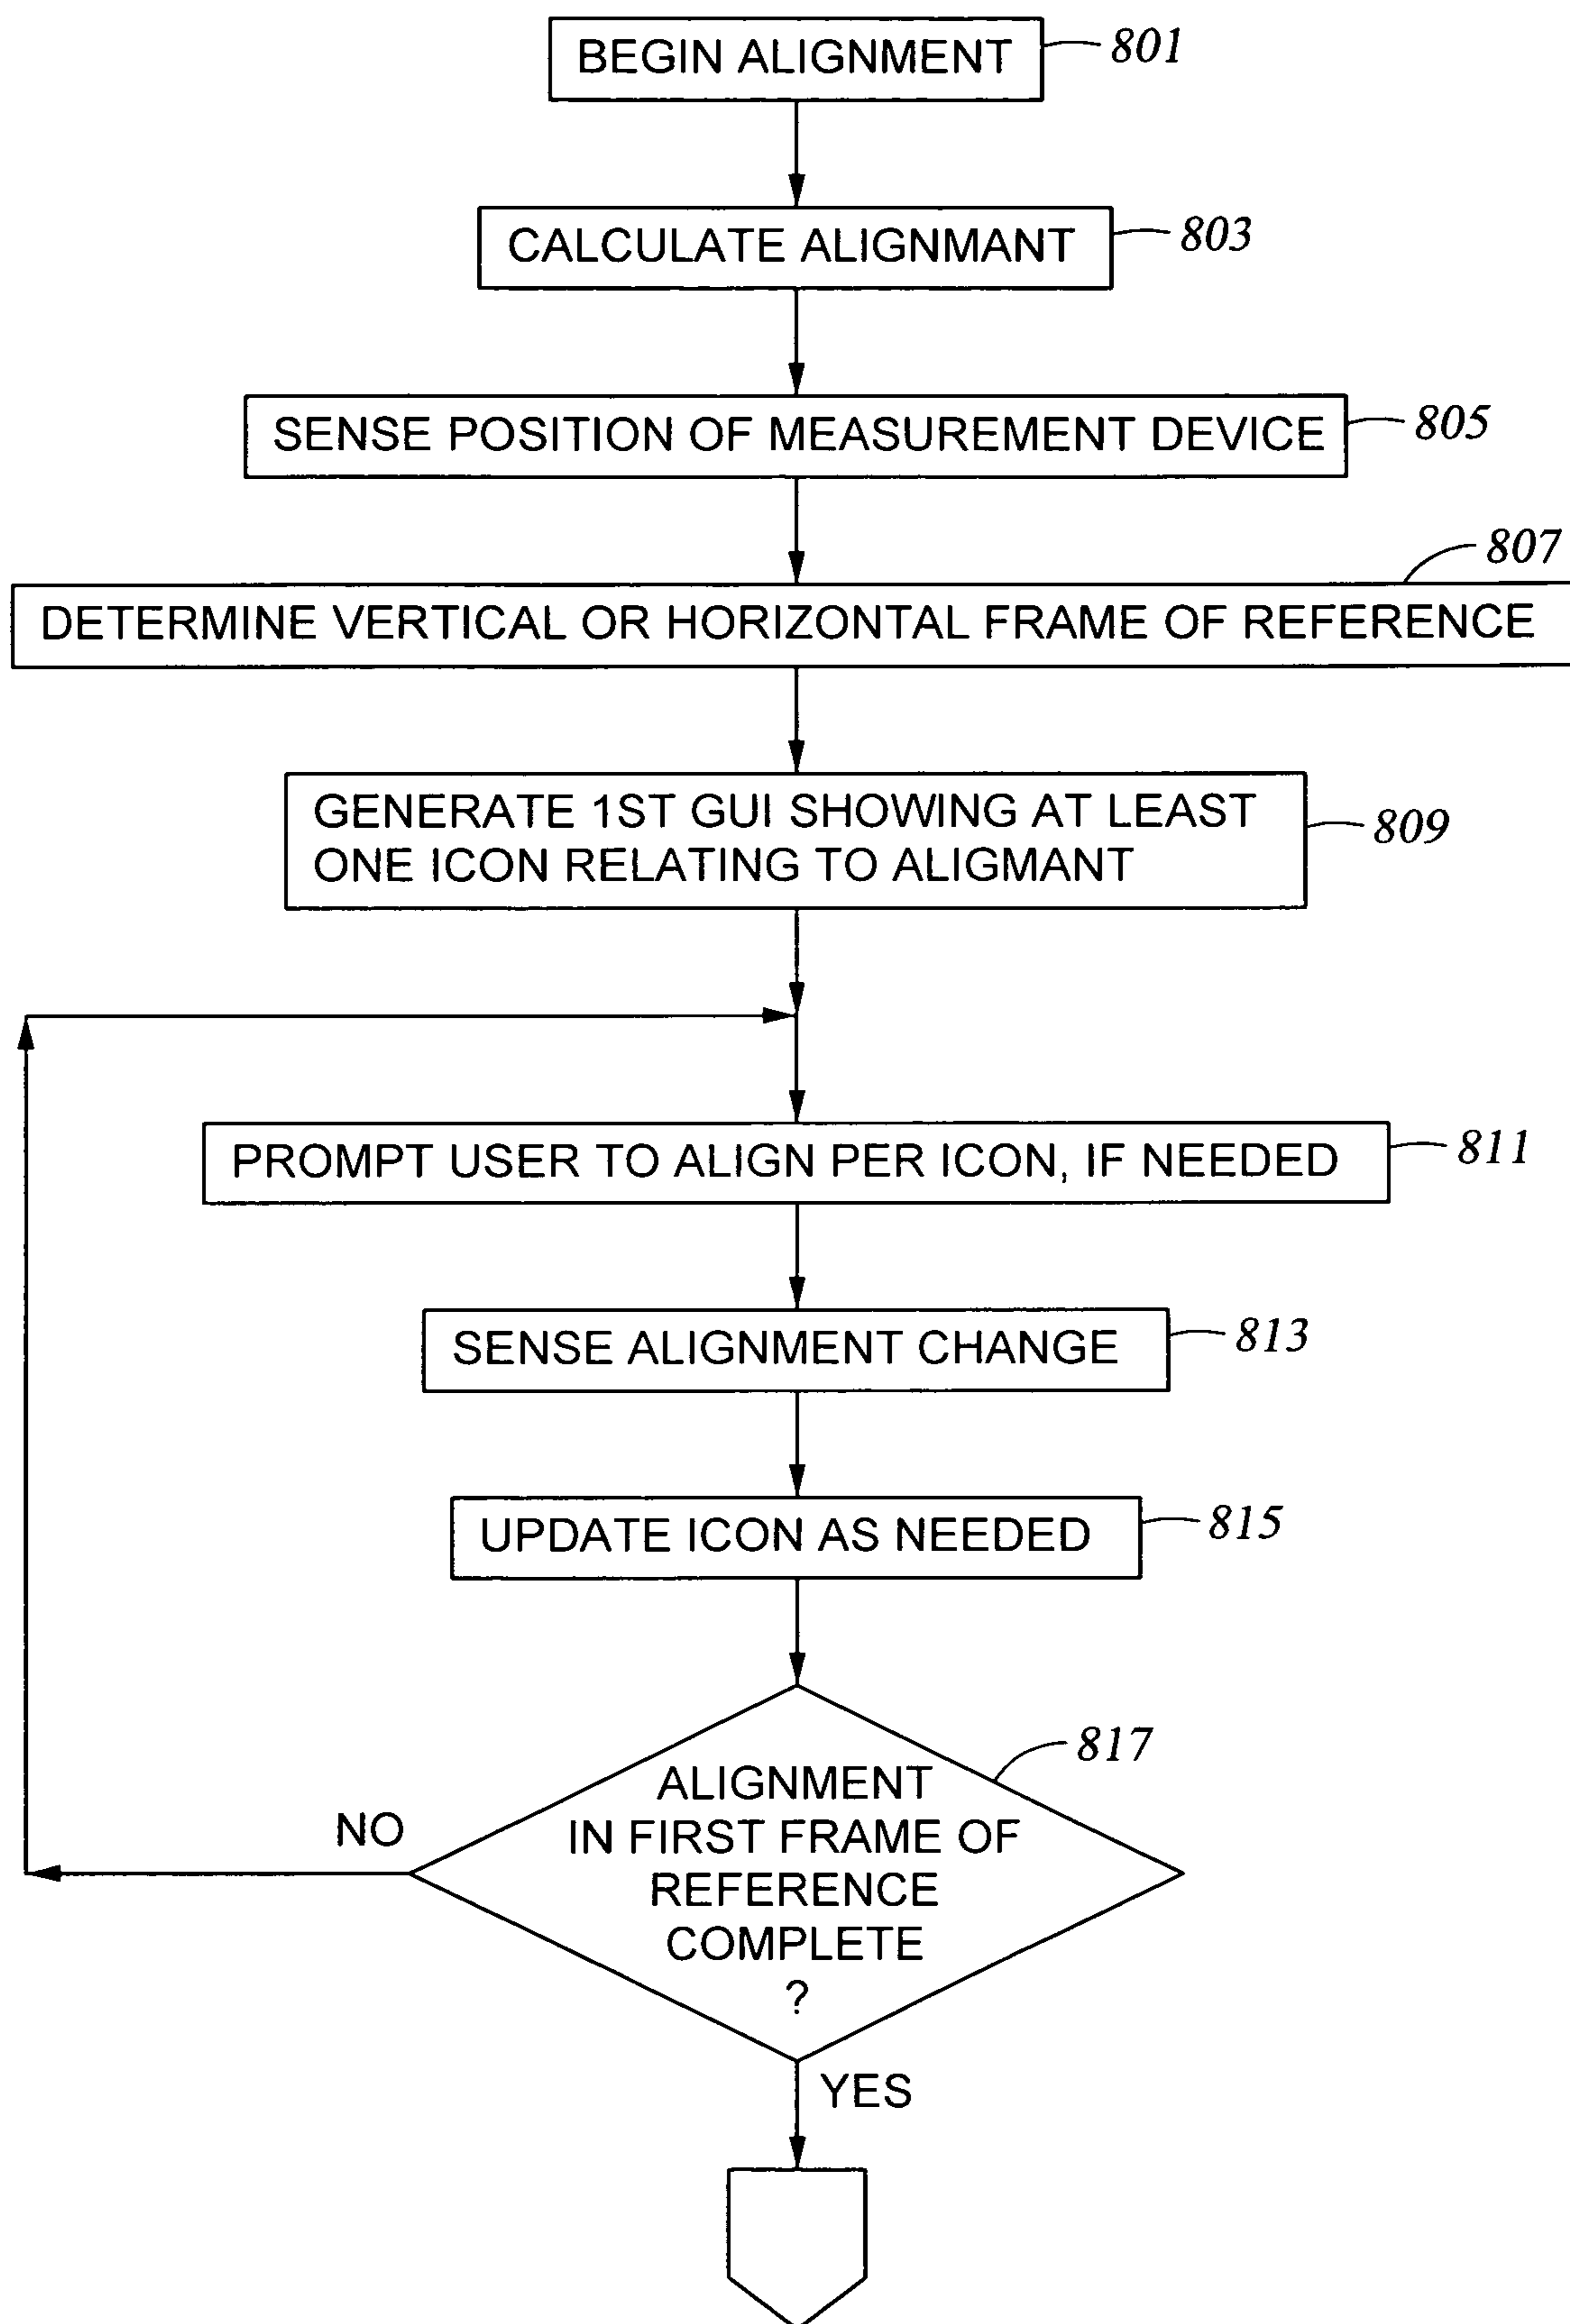 BEGIN ALIGNMENT
801
CALCULATE ALIGNMANT
803
SENSE POSITION OF MEASUREMENT DEVICE
805
807
DETERMINE VERTICAL OR HORIZONTAL FRAME OF REFERENCE
GENERATE 1ST GUI SHOWING AT LEAST
ONE ICON RELATING TO ALIGMANT
809
PROMPT USER TO ALIGN PER ICON, IF NEEDED
811
SENSE ALIGNMENT CHANGE
813
UPDATE ICON AS NEEDED
815
817
ALIGNMENT
IN FIRST FRAME OF
REFERENCE
COMPLETE
?
NO
YES